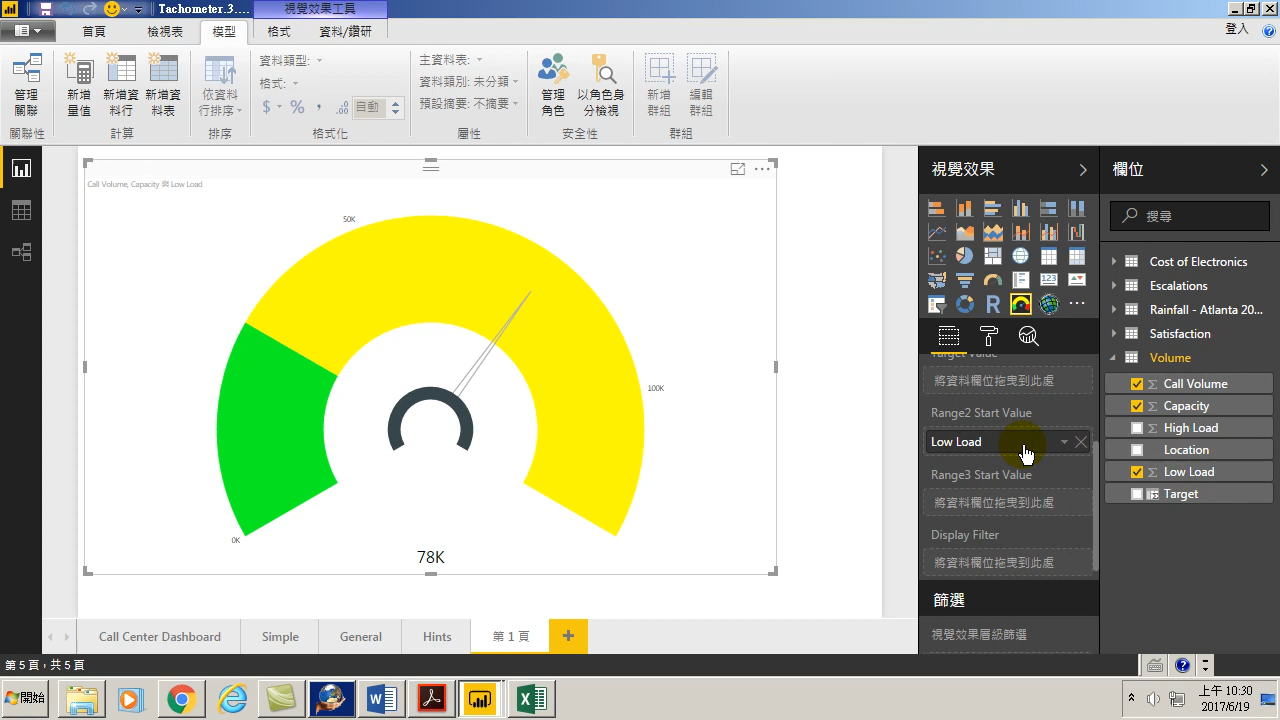 Tachometer.3....
視覺效果工具
首頁
檢視表
模型
格式
資料/鑽研
登入
管理
關聯
關聯性
新增
量值
新增資
料行
新增資
料表
計算
依資料
行排序
排序
資料類型:
格式:
$ % , .00 自動
格式化
主資料表:
資料類別: 未分類
預設摘要: 不摘要
屬性
管理
角色
以角色身
分檢視
安全性
新增
群組
編輯
群組
群組
Call Volume, Capacity 與 Low Load
50K
100K
0K
78K
視覺效果
Target Value
將資料欄位拖曳到此處
Range2 Start Value
Low Load
Range3 Start Value
將資料欄位拖曳到此處
Display Filter
將資料欄位拖曳到此處
篩選
視覺效果層級篩選
欄位
搜尋
Cost of Electronics
Escalations
Rainfall - Atlanta 20...
Satisfaction
Volume
Call Volume
Capacity
High Load
Location
Low Load
Target
Call Center Dashboard
Simple
General
Hints
第 1 頁
第 5 頁，共 5 頁
開始
上午 10:30
2017/6/19